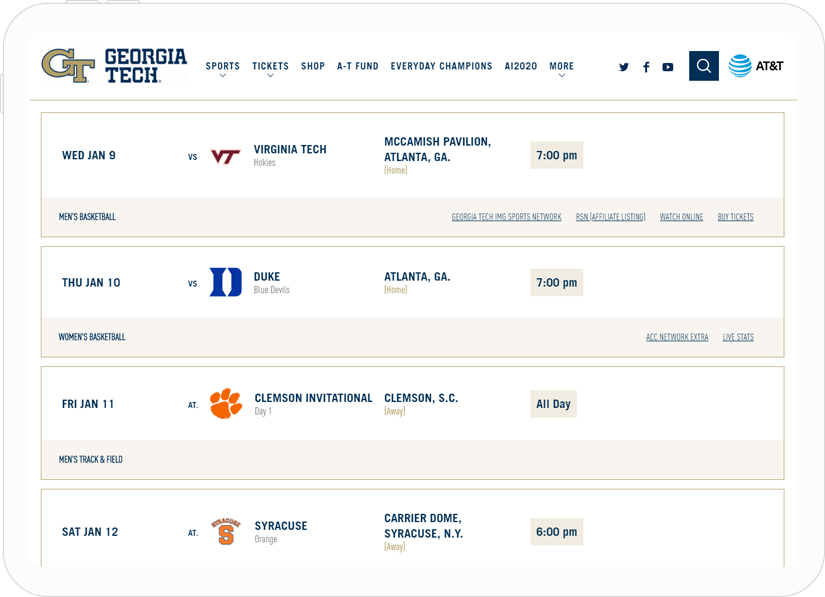 GT GEORGIA TECH
SPORTS TICKETS SHOP A-T FUND EVERYDAY CHAMPIONS AI2020 MORE
AT&T
WED JAN 9
VS
VT
VIRGINIA TECH
Hokies
MCCAMISH PAVILION,
ATLANTA, GA.
[Home]
7:00 pm
MEN'S BASKETBALL
GEORGIA TECH IMG SPORTS NETWORK RSN (AFFILIATE LISTING) WATCH ONLINE BUY TICKETS
THU JAN 10
VS
D
DUKE
Blue Devils
ATLANTA, GA.
[Home]
7:00 pm
WOMEN'S BASKETBALL
ACC NETWORK EXTRA LIVE STATS
FRI JAN 11
AT.
CLEMSON INVITATIONAL
Day 1
CLEMSON, S.C.
[Away]
All Day
MEN'S TRACK & FIELD
SAT JAN 12
AT.
SYRACUSE
S
SYRACUSE
Orange
CARRIER DOME,
SYRACUSE, N.Y.
[Away]
6:00 pm